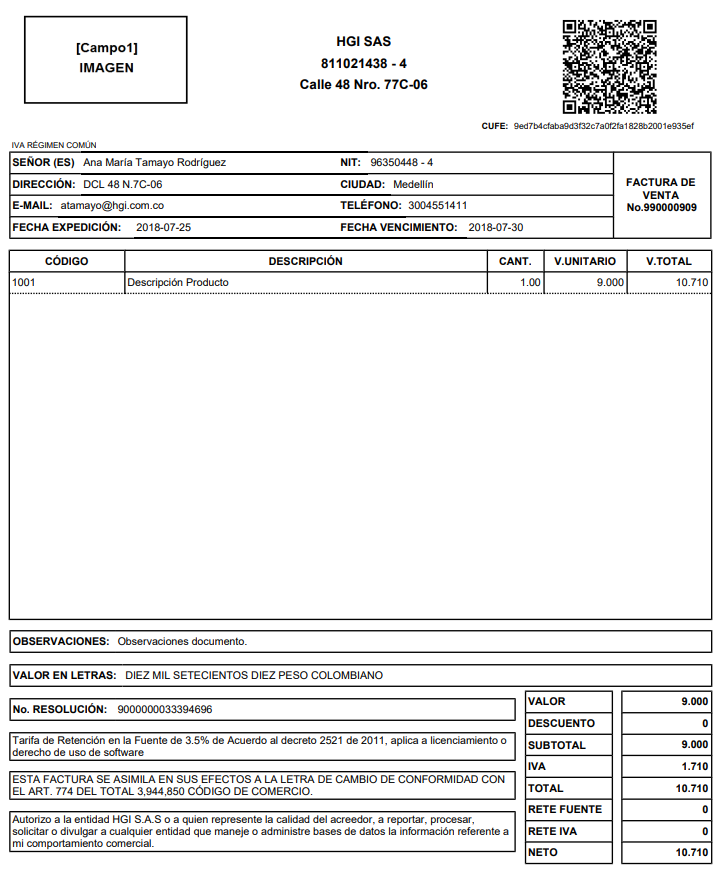 [Campo1]
IMAGEN
HGI SAS
811021438 - 4
Calle 48 Nro. 77C-06
CUFE: 9ed7b4cfaba9d3f32c7a0f2fa1828b2001e935ef
IVA RÉGIMEN COMÚN
SEÑOR (ES) Ana María Tamayo Rodríguez NIT: 96350448 - 4
DIRECCIÓN: DCL 48 N.7C-06 CIUDAD: Medellín
E-MAIL: atamayo@hgi.com.co TELÉFONO: 3004551411
FECHA EXPEDICIÓN: 2018-07-25 FECHA VENCIMIENTO: 2018-07-30
FACTURA DE
VENTA
No.990000909
CÓDIGO DESCRIPCIÓN CANT. V.UNITARIO V.TOTAL
1001 Descripción Producto 1.00 9.000 10.710
OBSERVACIONES: Observaciones documento.
VALOR EN LETRAS: DIEZ MIL SETECIENTOS DIEZ PESO COLOMBIANO
No. RESOLUCIÓN: 9000000033394696
Tarifa de Retención en la Fuente de 3.5% de Acuerdo al decreto 2521 de 2011, aplica a licenciamiento o
derecho de uso de software
ESTA FACTURA SE ASIMILA EN SUS EFECTOS A LA LETRA DE CAMBIO DE CONFORMIDAD CON
EL ART. 774 DEL TOTAL 3,944,850 CÓDIGO DE COMERCIO.
Autorizo a la entidad HGI S.A.S o a quien represente la calidad del acreedor, a reportar, procesar,
solicitar o divulgar a cualquier entidad que maneje o administre bases de datos la información referente a
mi comportamiento comercial.
VALOR 9.000
DESCUENTO 0
SUBTOTAL 9.000
IVA 1.710
TOTAL 10.710
RETE FUENTE 0
RETE IVA 0
NETO 10.710